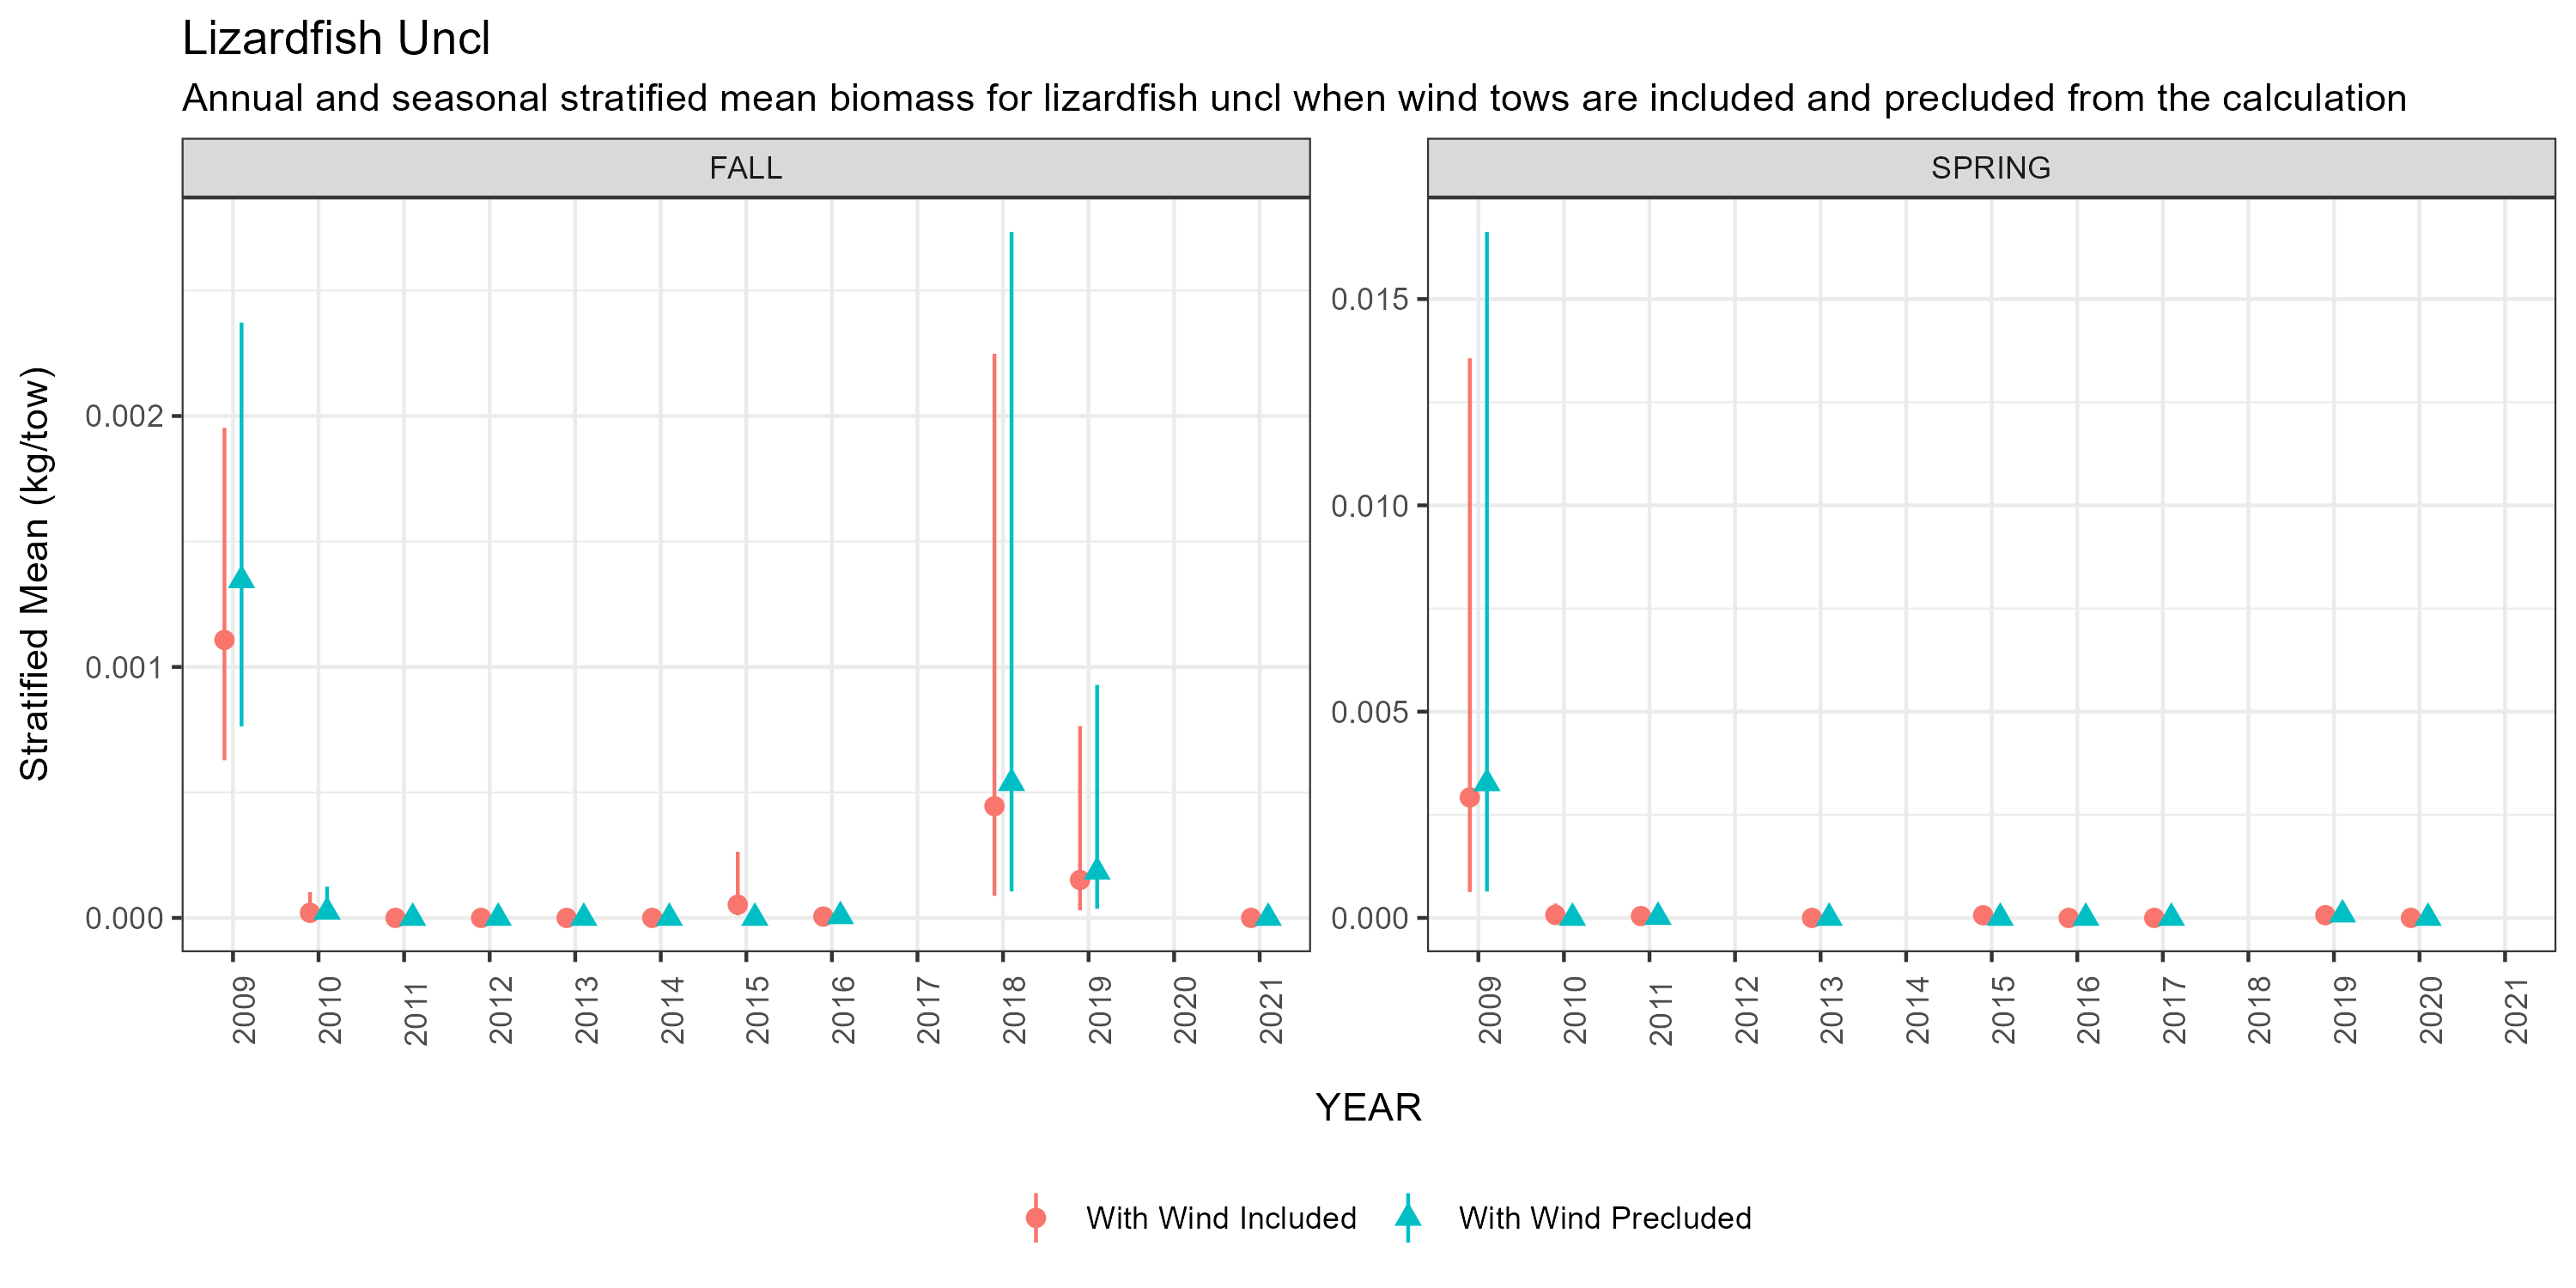 Lizardfish Uncl
Annual and seasonal stratified mean biomass for lizardfish uncl when wind tows are included and precluded from the calculation
FALL
SPRING
Stratified Mean (kg/tow)
0.002
0.001
0.000
0.015
0.010
0.005
0.000
2009 2010 2011 2012 2013 2014 2015 2016 2017 2018 2019 2020 2021
2009 2010 2011 2012 2013 2014 2015 2016 2017 2018 2019 2020 2021
YEAR
With Wind Included
With Wind Precluded